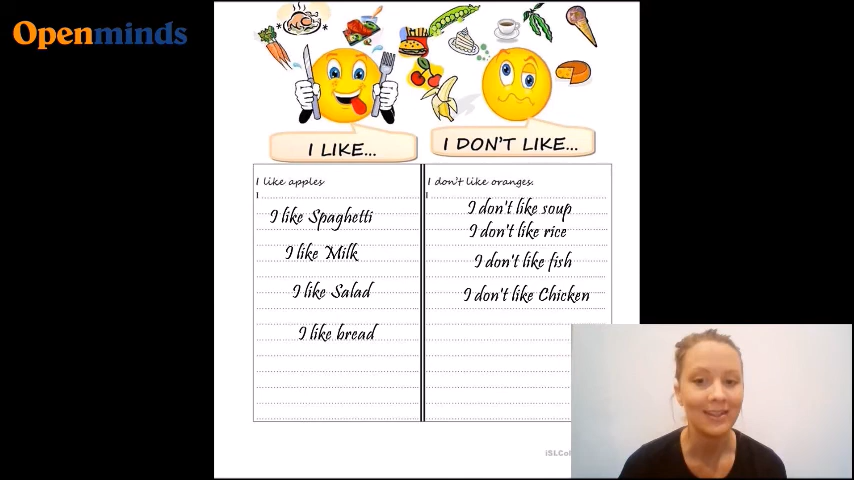 Openminds
I LIKE...
I DON'T LIKE...
I like apples
I
I like Spaghetti
I like Milk
I like Salad
I like bread
I don't like oranges.
I
I don't like soup
I don't like rice
I don't like fish
I don't like Chicken